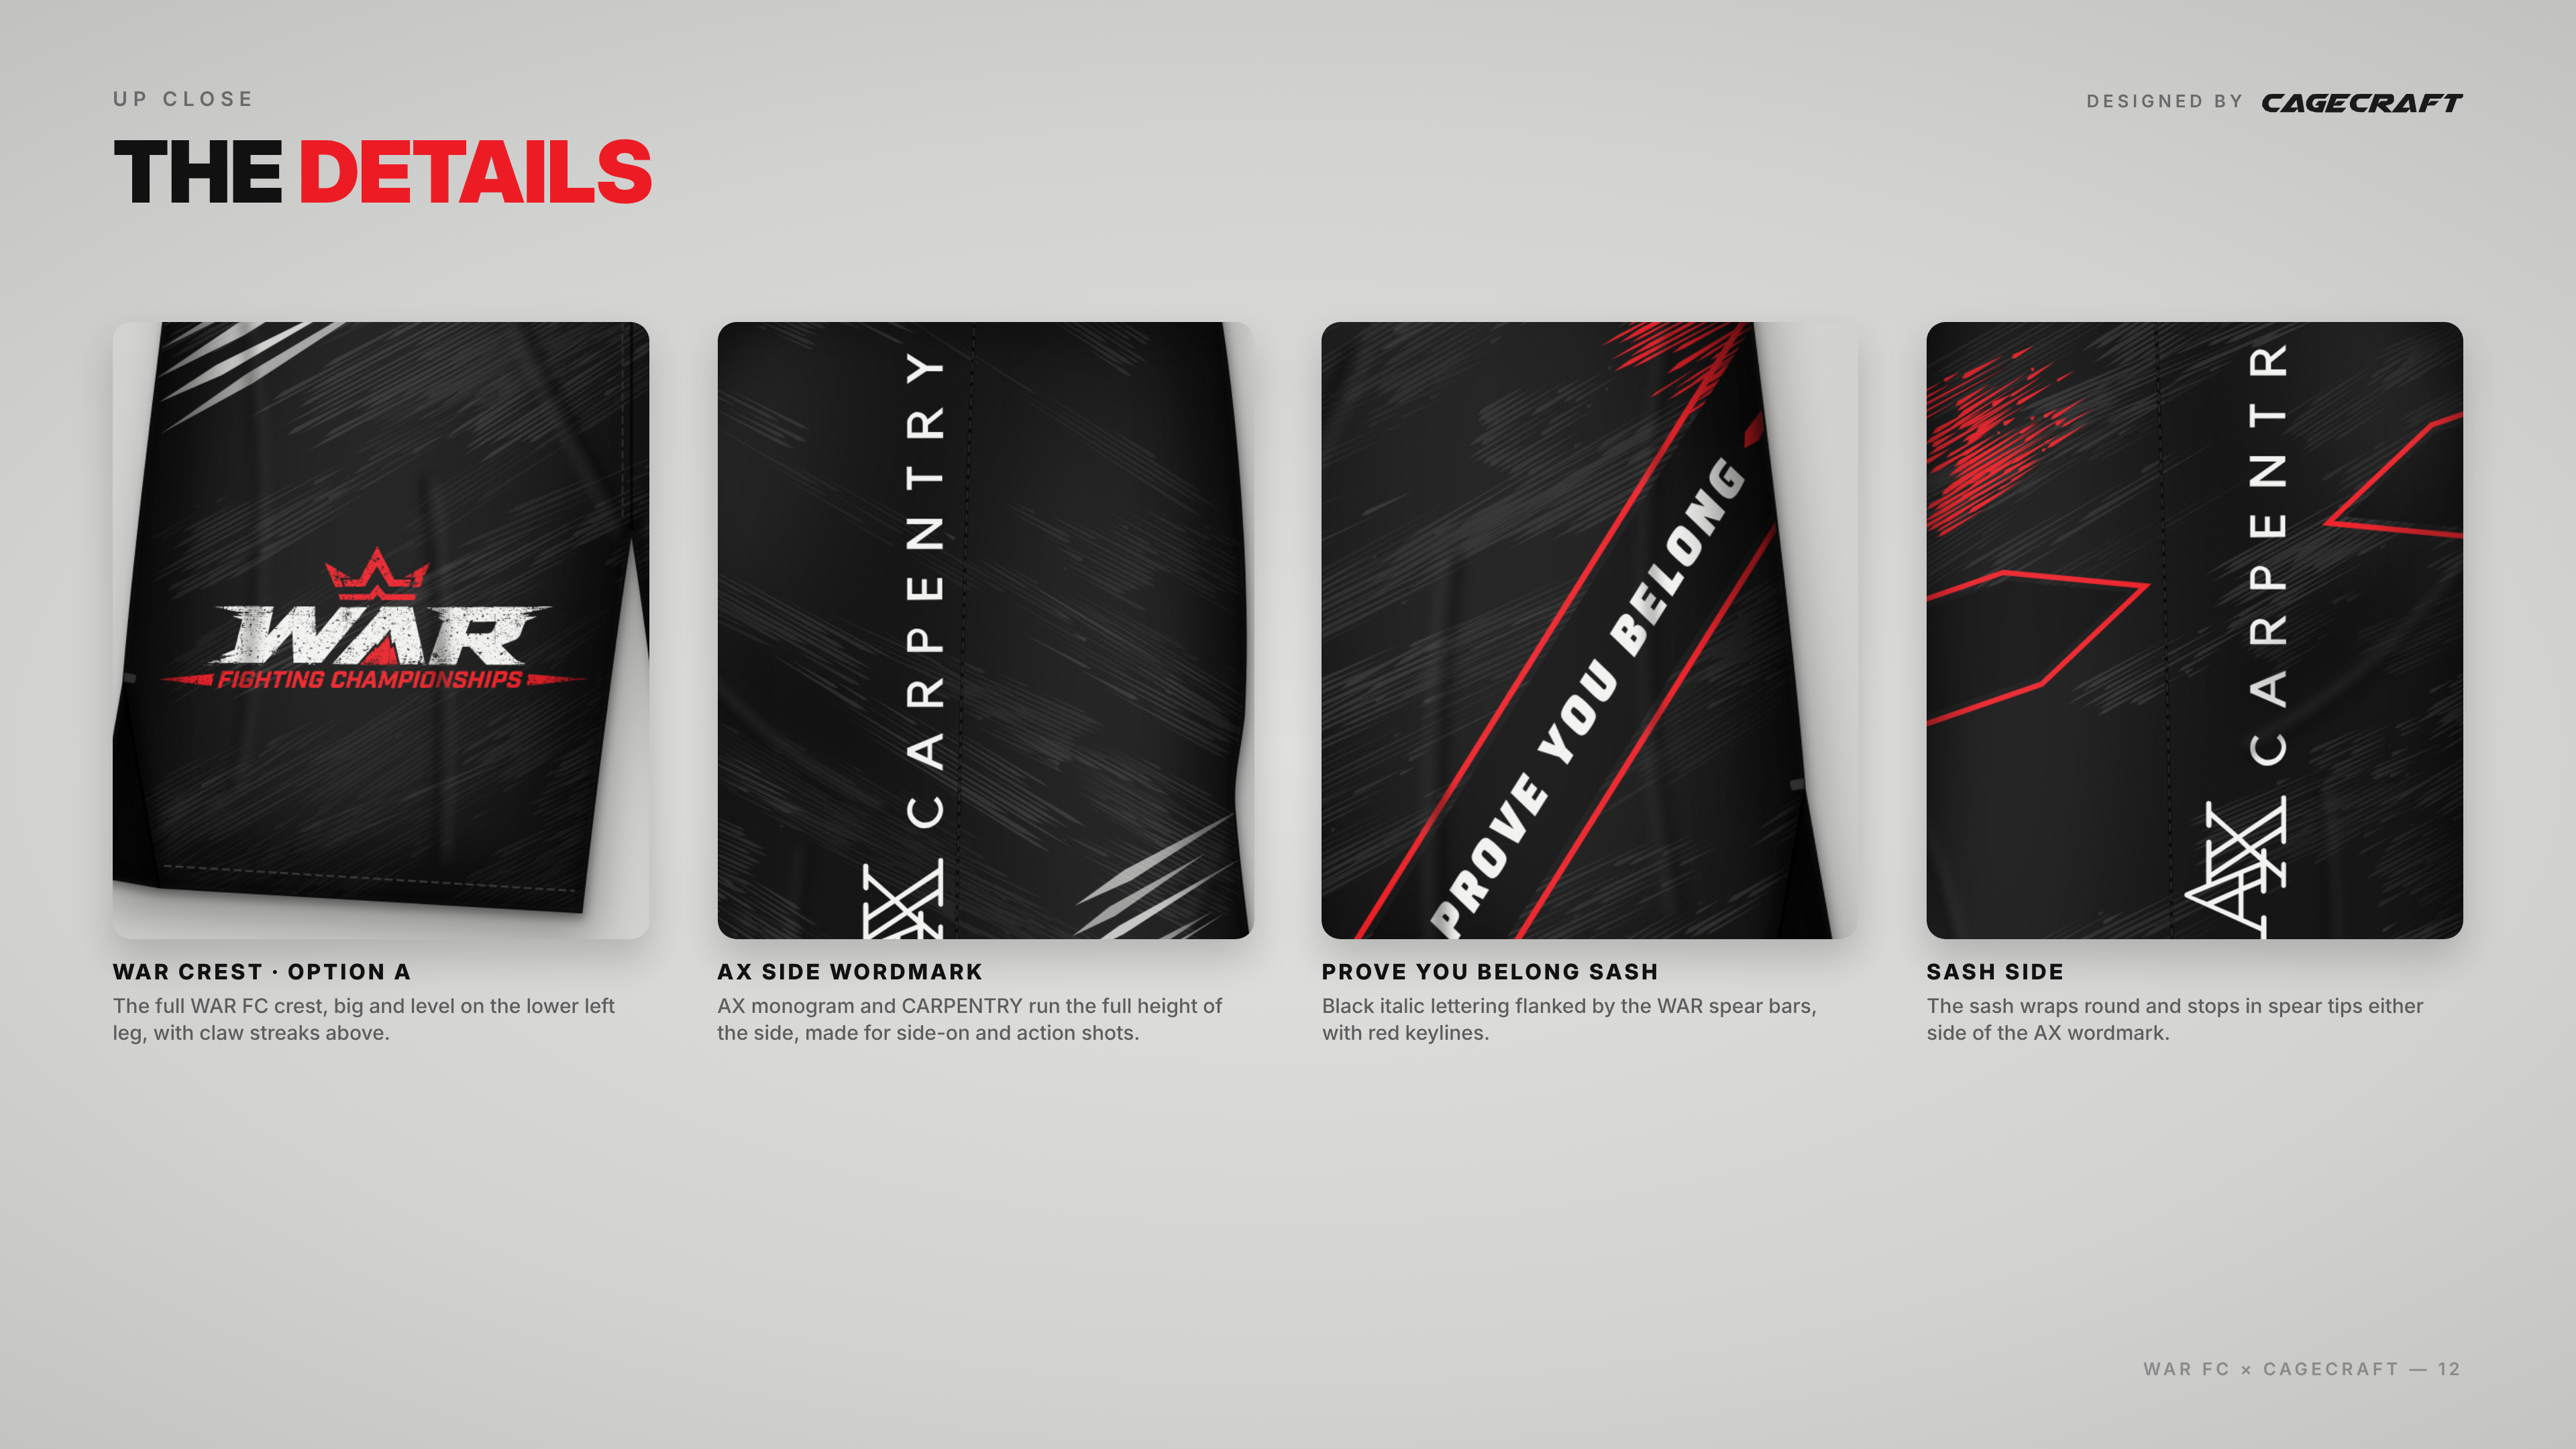 UP CLOSE
DESIGNED BY CAGECRAFT
THE DETAILS
WAR
FIGHTING CHAMPIONSHIPS
AX CARPENTRY
PROVE YOU BELONG
AX CARPENTR
WAR CREST · OPTION A
The full WAR FC crest, big and level on the lower left
leg, with claw streaks above.
AX SIDE WORDMARK
AX monogram and CARPENTRY run the full height of
the side, made for side-on and action shots.
PROVE YOU BELONG SASH
Black italic lettering flanked by the WAR spear bars,
with red keylines.
SASH SIDE
The sash wraps round and stops in spear tips either
side of the AX wordmark.
WAR FC × CAGECRAFT — 12